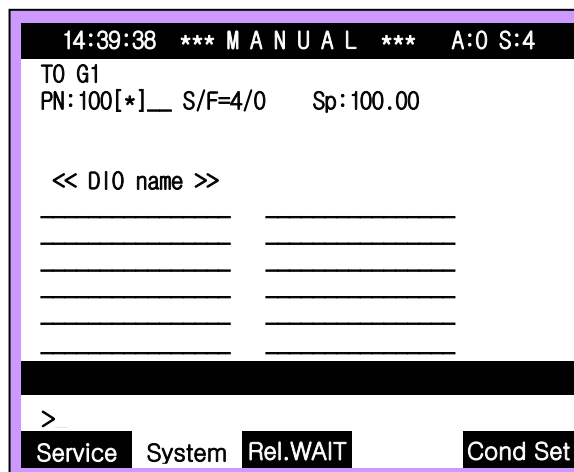 14:39:38 *** M A N U A L *** A:0 S:4
T0 G1
PN:100[*]__ S/F=4/0 Sp:100.00
<< DIO name >>
>_
Service System Rel.WAIT Cond Set